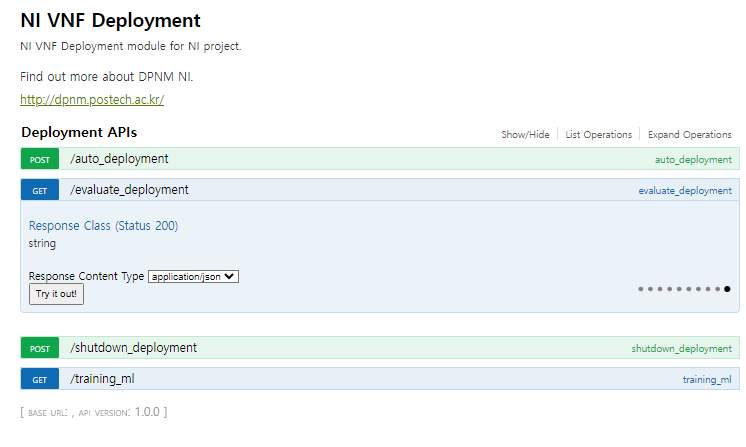 NI VNF Deployment
NI VNF Deployment module for NI project.
Find out more about DPNM NI.
http://dpnm.postech.ac.kr/
Deployment APIs Show/Hide List Operations Expand Operations
POST /auto_deployment auto_deployment
GET /evaluate_deployment evaluate_deployment
Response Class (Status 200)
string
Response Content Type application/json
Try it out!
POST /shutdown_deployment shutdown_deployment
GET /training_ml training_ml
[ BASE URL: , API VERSION: 1.0.0 ]